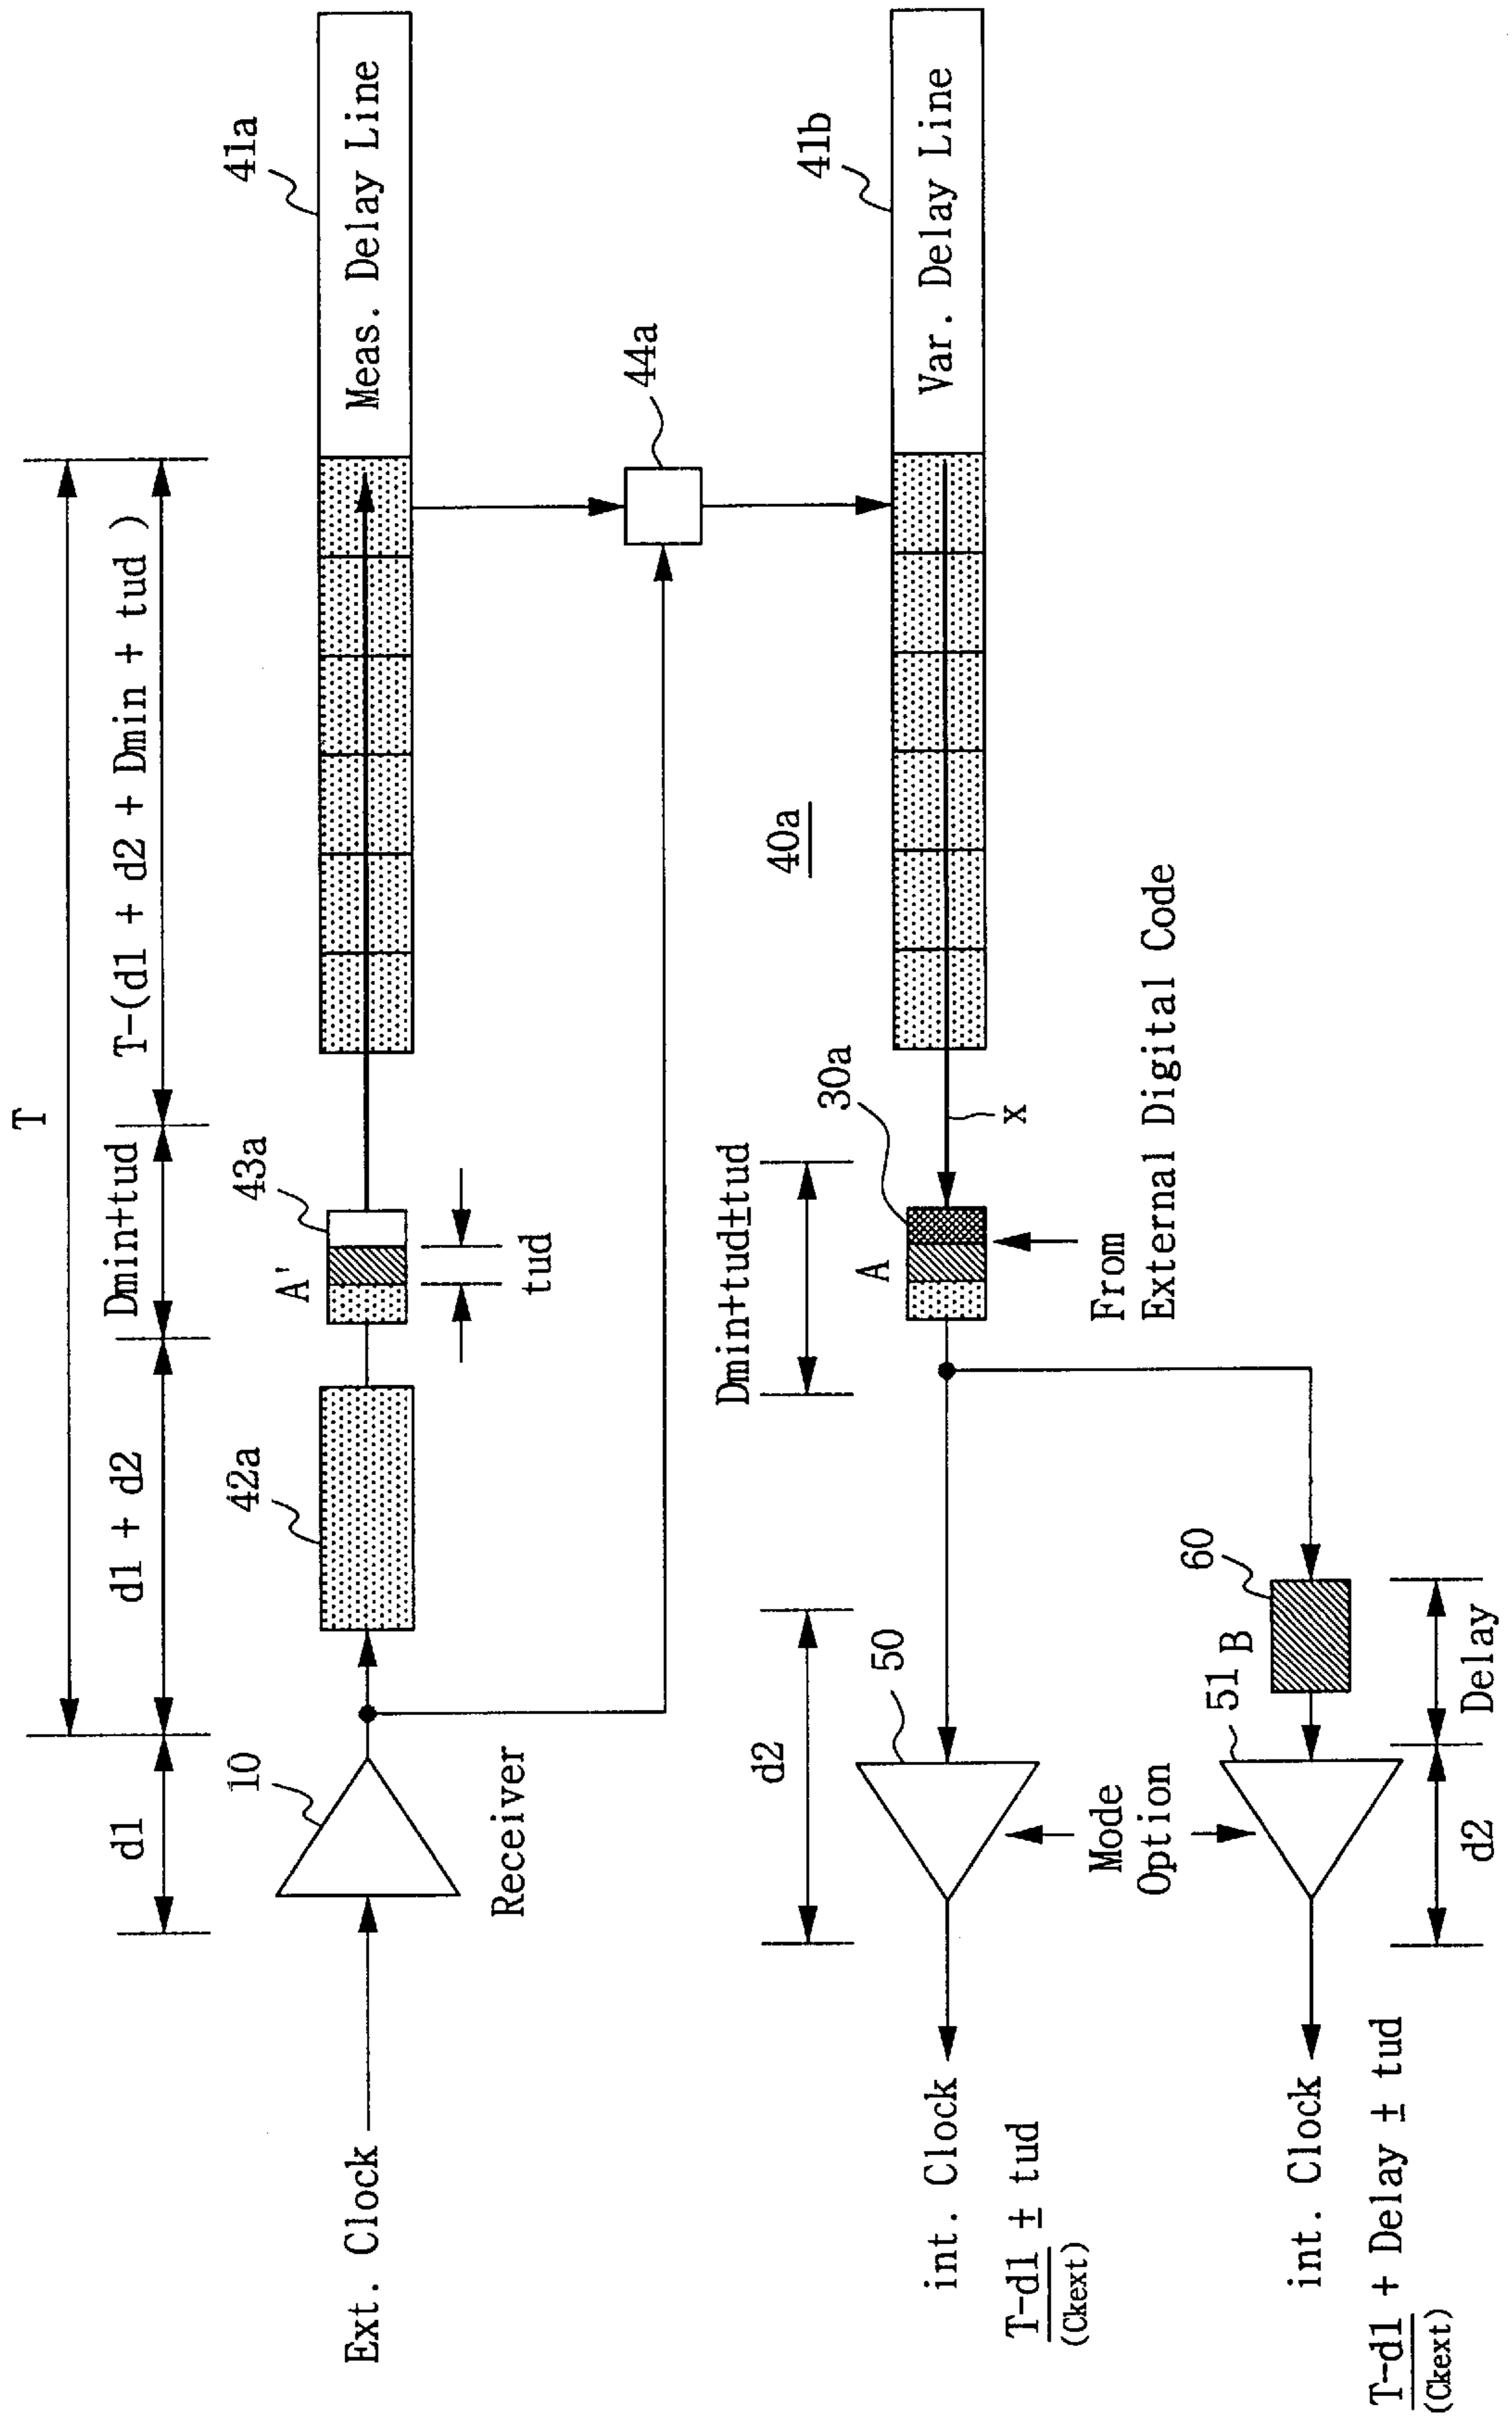 T
d1
d1 + d2
Dmin+tud
T-(d1 + d2 + Dmin + tud )
10
42a
43a
41a
A'
Meas. Delay Line
Ext. Clock
Receiver
tud
44a
40a
d2
Dmin+tud±tud
50
A
30a
41b
Var. Delay Line
x
int. Clock
T-d1 ± tud
(Ckext)
Mode
Option
From
External Digital Code
51
B
60
int. Clock
T-d1 + Delay ± tud
(Ckext)
d2
Delay